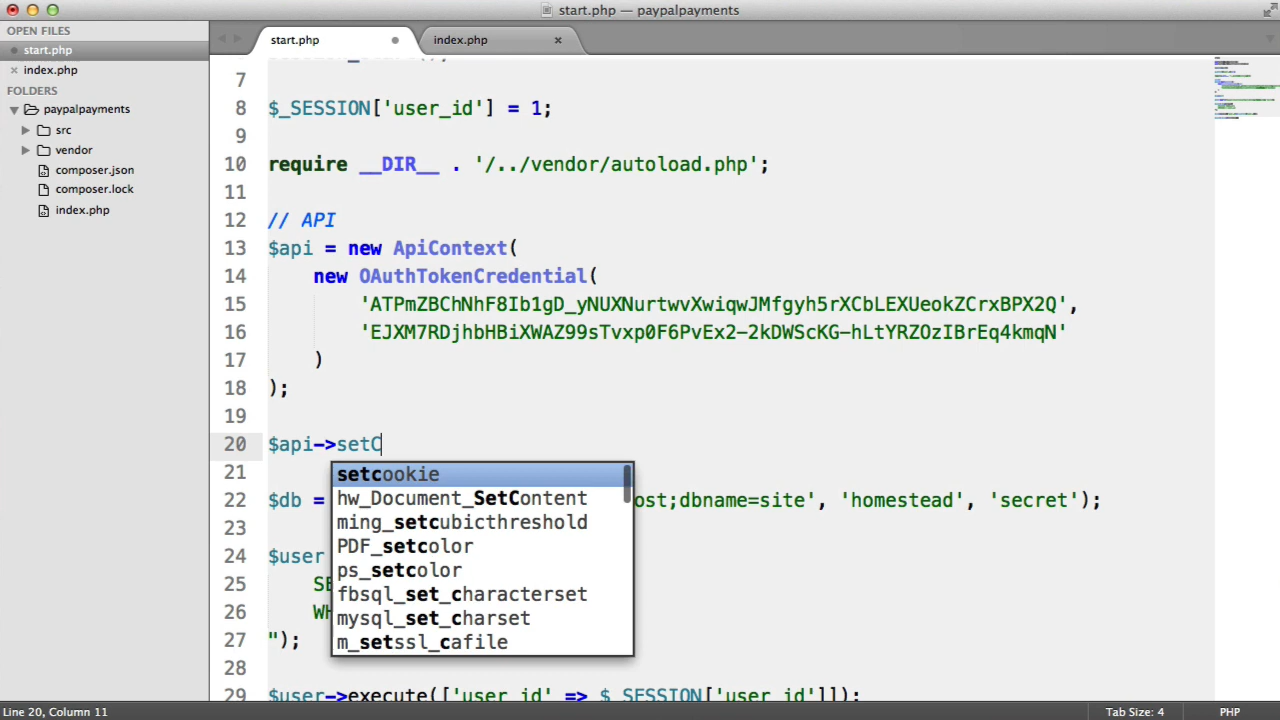 start.php — paypalpayments
OPEN FILES
start.php
index.php
FOLDERS
paypalpayments
src
vendor
composer.json
composer.lock
index.php
start.php
index.php
7
8 $_SESSION['user_id'] = 1;
9
10 require __DIR__ . '/../vendor/autoload.php';
11
12 // API
13 $api = new ApiContext(
14 new OAuthTokenCredential(
15 'ATPmZBChNhF8Ib1gD_yNUXNurtwvXwiqwJMfgyh5rXCbLEXUeokZCrxBPX2Q',
16 'EJXM7RDjhbHBiXWAZ99sTvxp0F6PvEx2-2kDWScKG-hLtYRZOzIBrEq4kmqN'
17 )
18 );
19
20 $api->setC
21
22 $db = ost;dbname=site', 'homestead', 'secret');
23
24 $user
25 SE
26 WH
27 ");
28
29 $user->execute(['user_id' => $_SESSION['user_id']]);
setcookie
hw_Document_SetContent
ming_setcubicthreshold
PDF_setcolor
ps_setcolor
fbsql_set_characterset
mysql_set_charset
m_setssl_cafile
Line 20, Column 11
Tab Size: 4
PHP